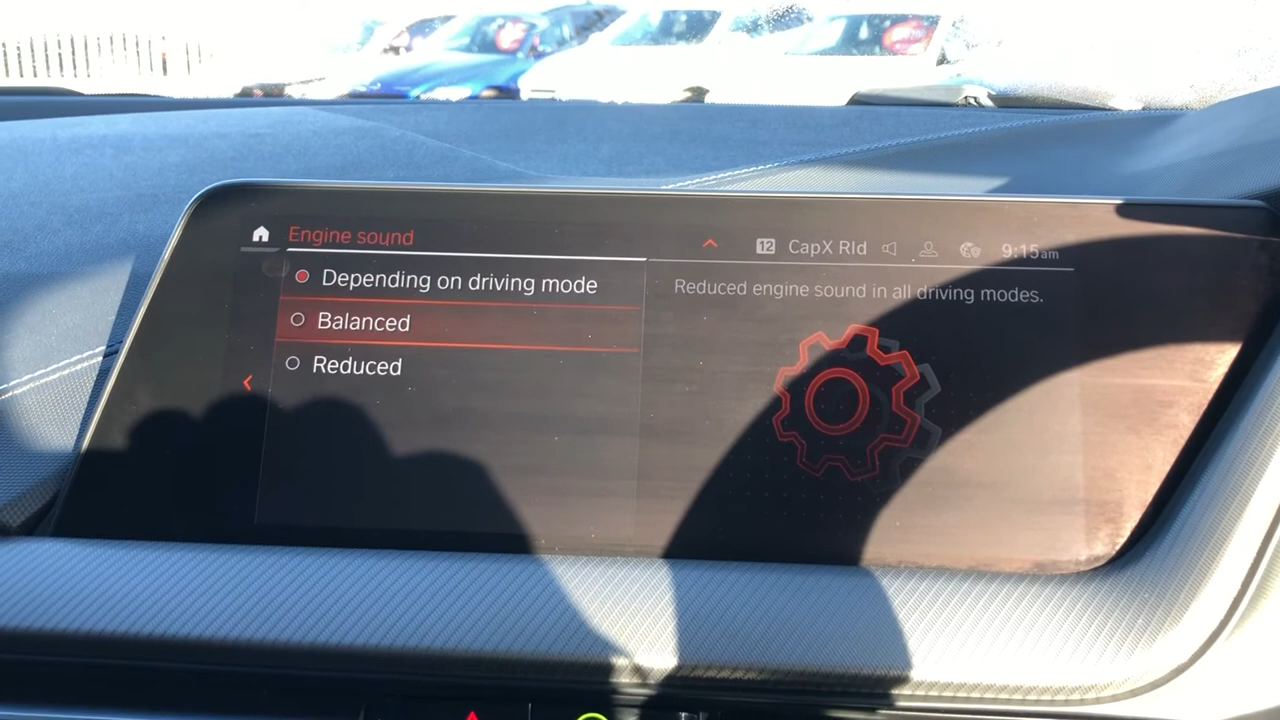 Engine sound
12 CapX Rld 9:15am
Depending on driving mode
Balanced
Reduced
Reduced engine sound in all driving modes.